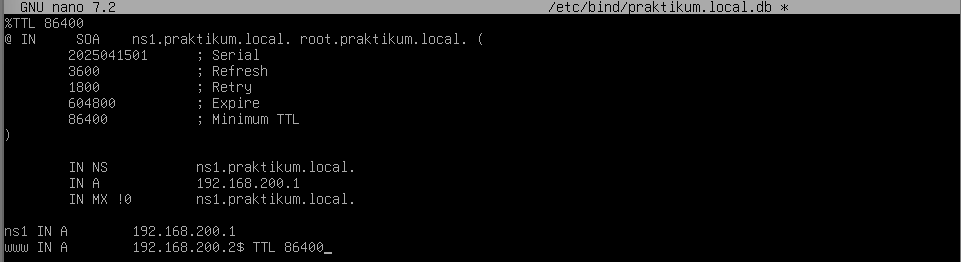 GNU nano 7.2 /etc/bind/praktikum.local.db *
%TTL 86400
@ IN SOA ns1.praktikum.local. root.praktikum.local. (
2025041501 ; Serial
3600 ; Refresh
1800 ; Retry
604800 ; Expire
86400 ; Minimum TTL
)
IN NS ns1.praktikum.local.
IN A 192.168.200.1
IN MX !0 ns1.praktikum.local.
ns1 IN A 192.168.200.1
www IN A 192.168.200.2$ TTL 86400_